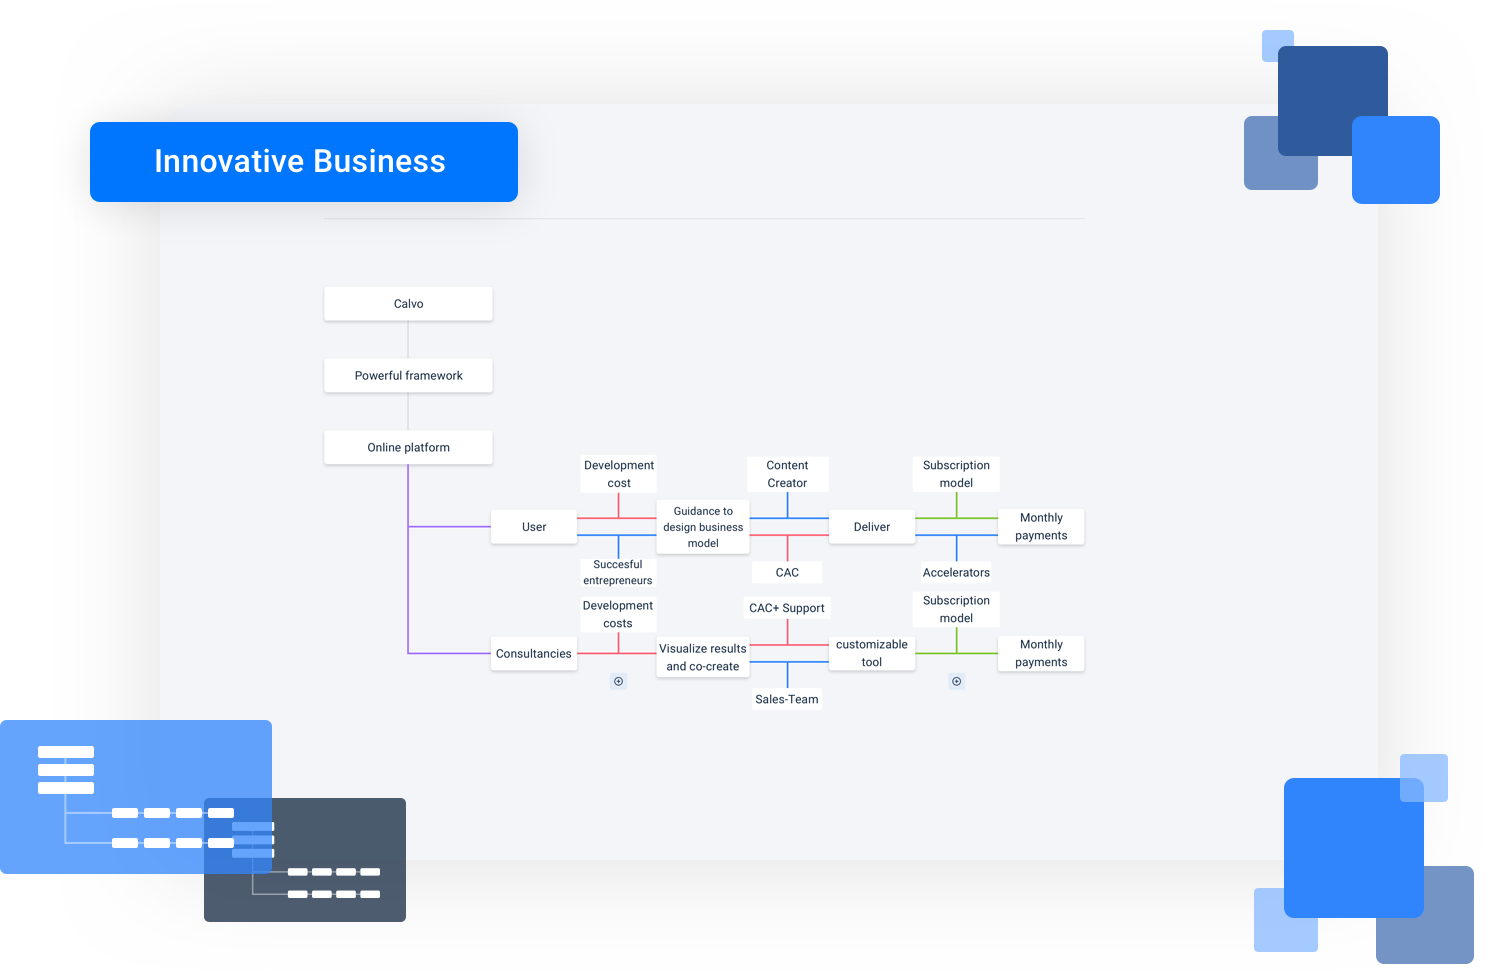 Innovative Business
Calvo
Powerful framework
Online platform
Development
cost
Content
Creator
Subscription
model
User
Guidance to
design business
model
Deliver
Monthly
payments
Succesful
entrepreneurs
CAC
Accelerators
Development
costs
CAC+ Support
Subscription
model
Consultancies
Visualize results
and co-create
customizable
tool
Monthly
payments
Sales-Team